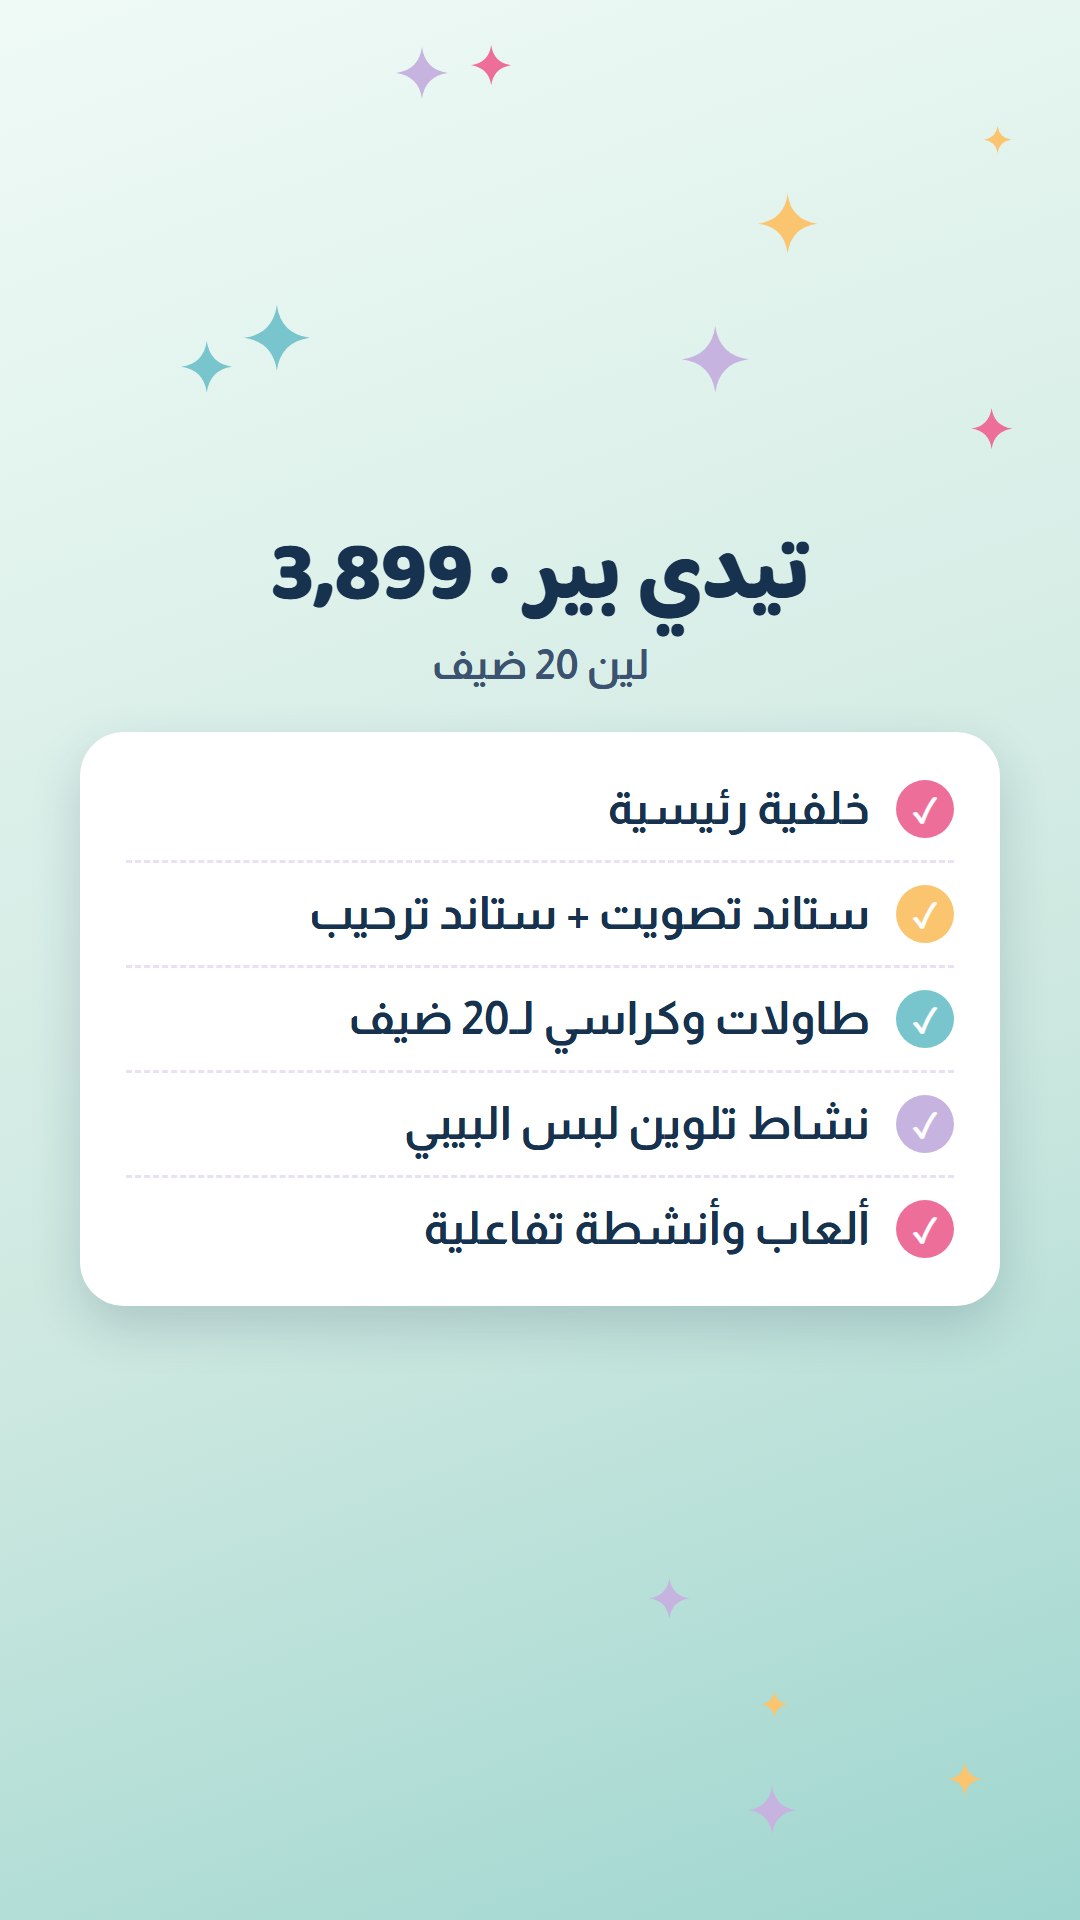 تيدي بير · 3,899
لين 20 ضيف
خلفية رئيسية
ستاند تصويت + ستاند ترحيب
طاولات وكراسي لـ20 ضيف
نشاط تلوين لبس البيبي
ألعاب وأنشطة تفاعلية